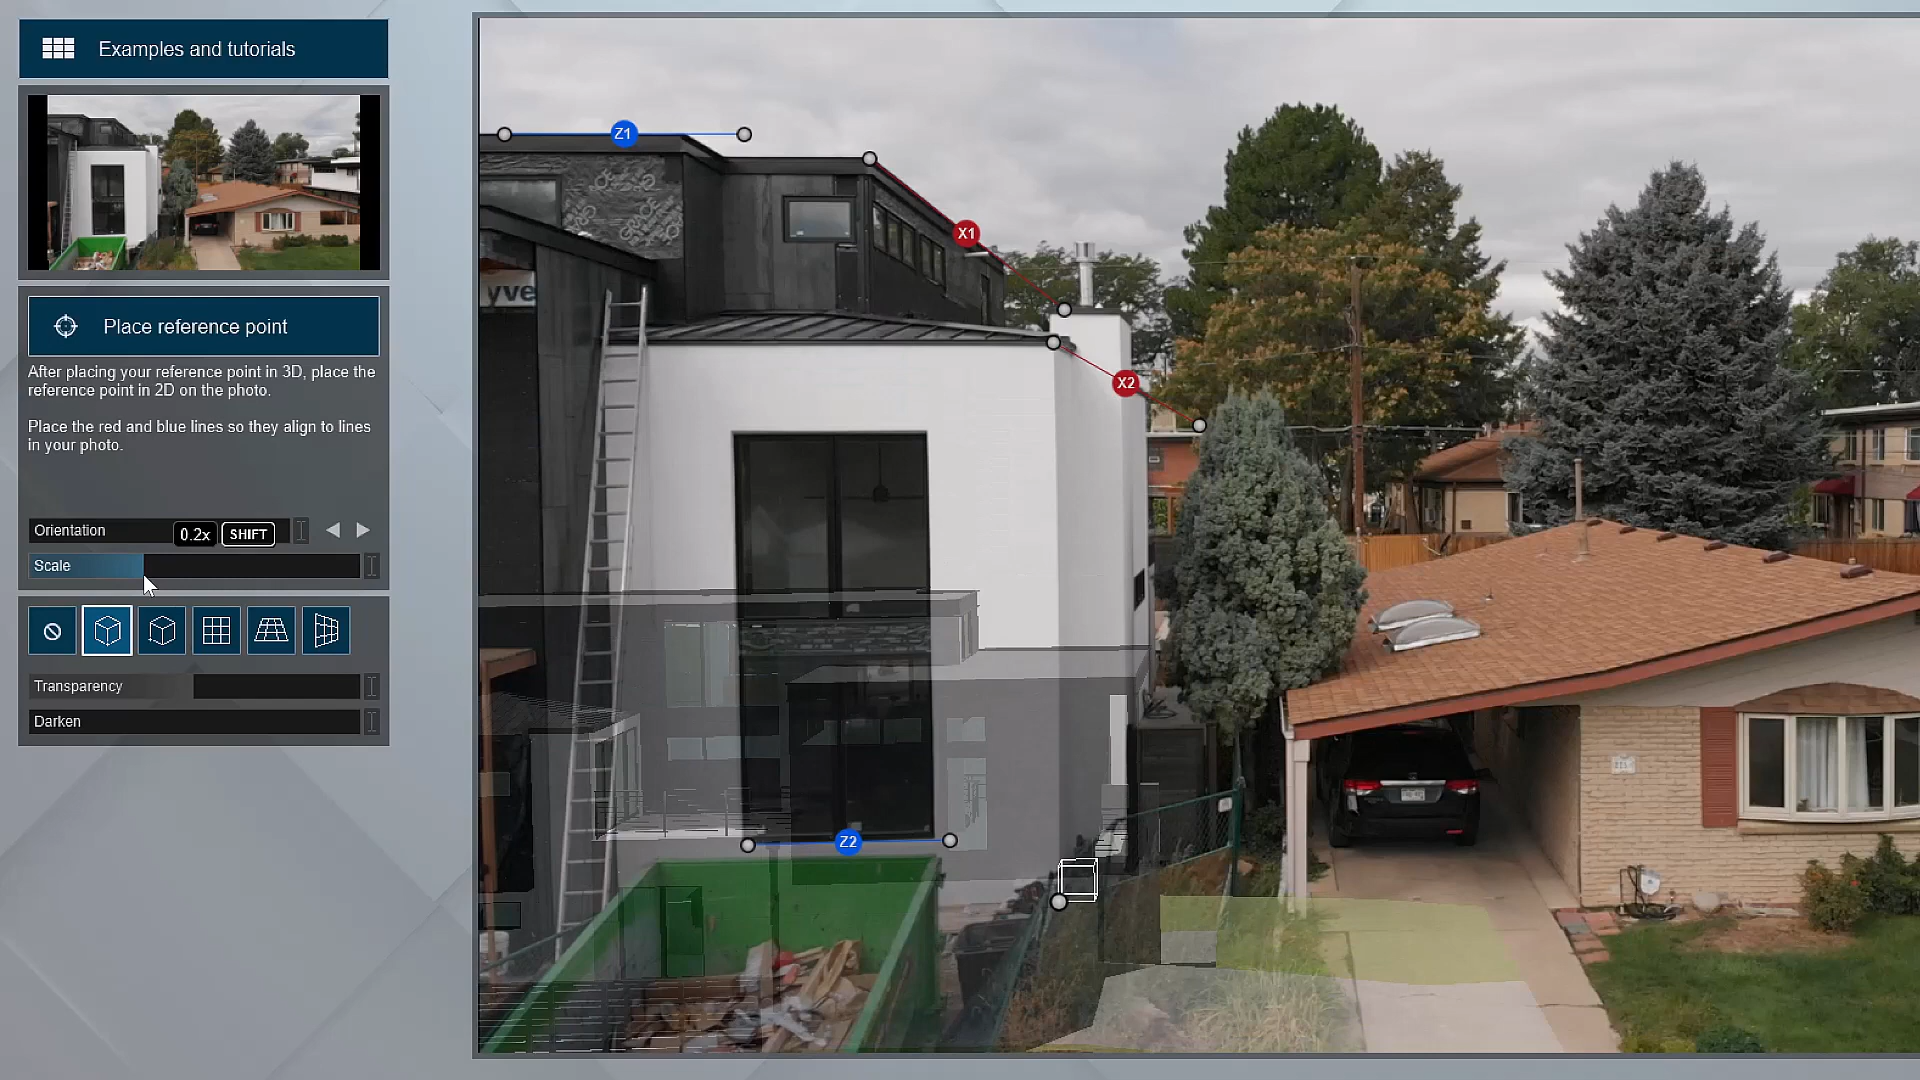 Examples and tutorials
Place reference point
After placing your reference point in 3D, place the
reference point in 2D on the photo.
Place the red and blue lines so they align to lines
in your photo.
Orientation
0.2x
SHIFT
Scale
Transparency
Darken
Z1
X1
yve
X2
Z2